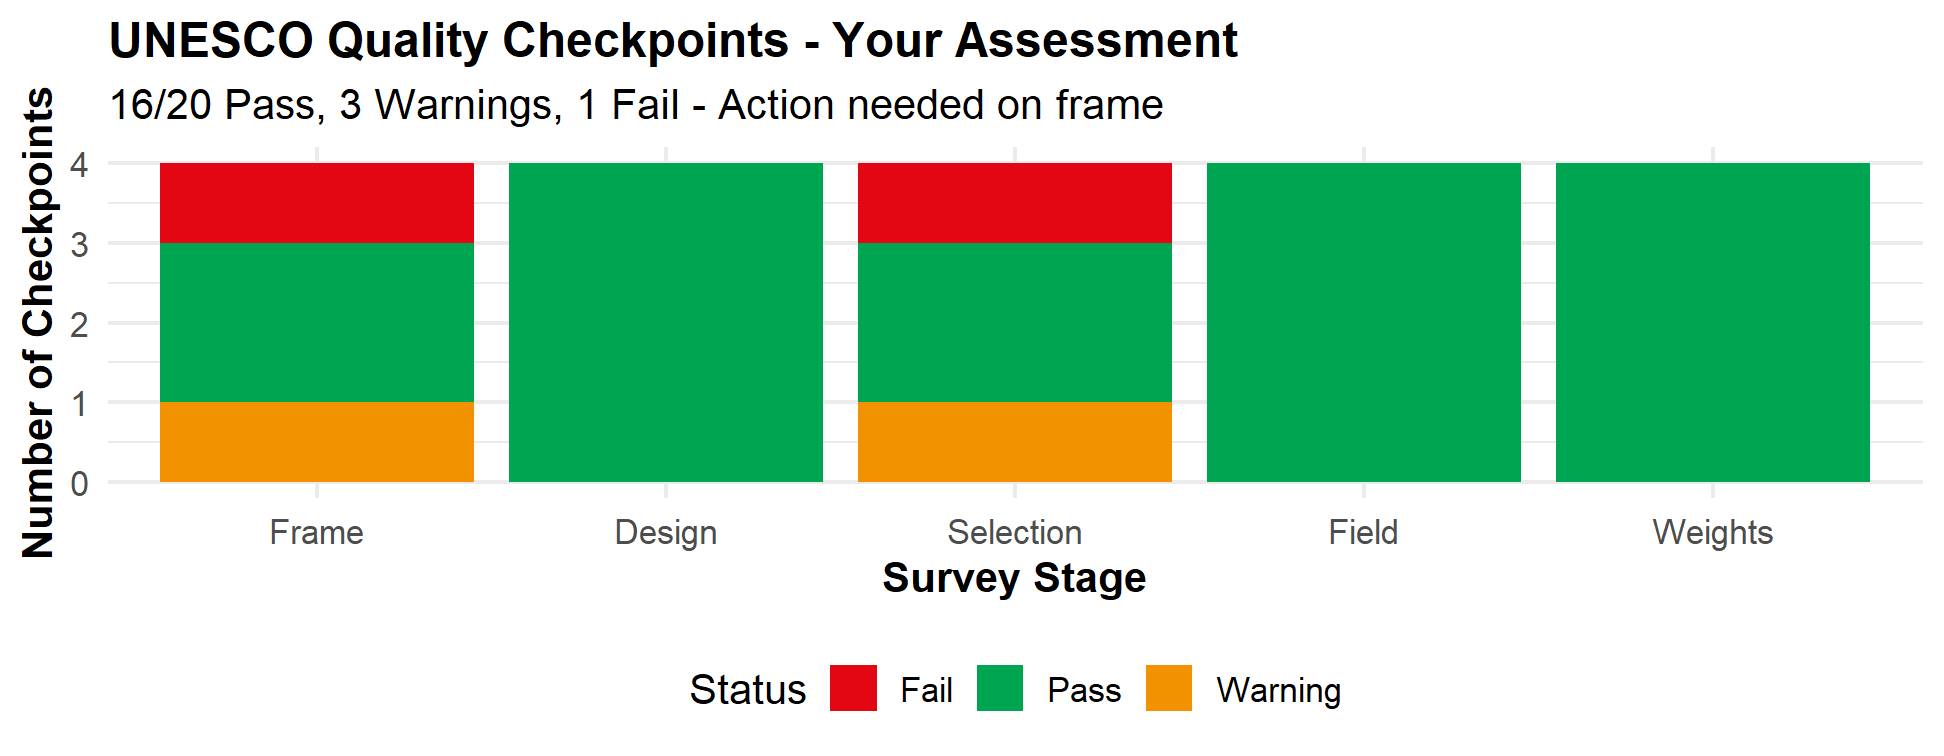 UNESCO Quality Checkpoints - Your Assessment
16/20 Pass, 3 Warnings, 1 Fail - Action needed on frame
Number of Checkpoints
4
3
2
1
0
Frame Design Selection Field Weights
Survey Stage
Status Fail Pass Warning